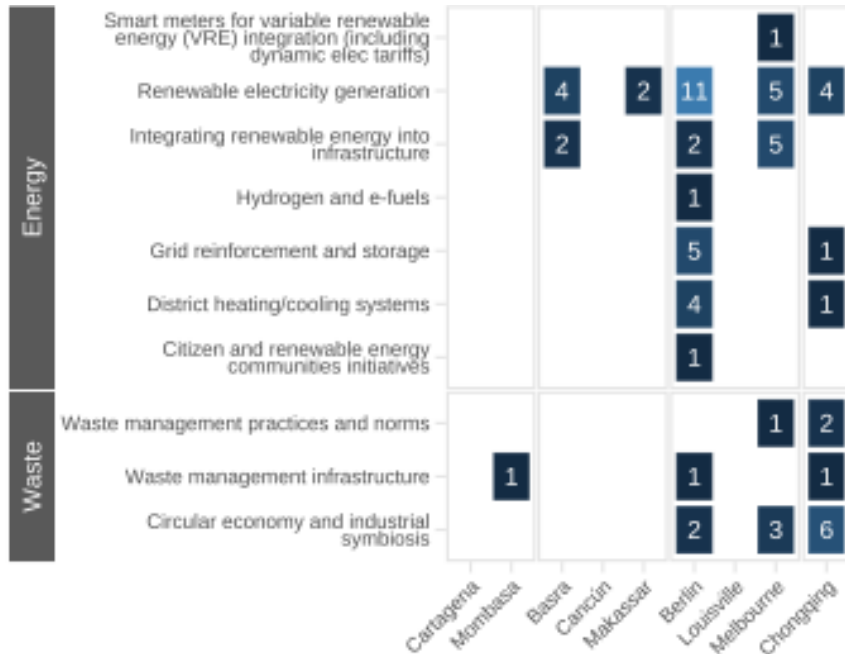 Energy
Smart meters for variable renewable
energy (VRE) integration (including
dynamic elec tariffs)
1
Renewable electricity generation
4 2 11 5 4
Integrating renewable energy into
infrastructure
2 2 5
Hydrogen and e-fuels
1
Grid reinforcement and storage
5 1
District heating/cooling systems
4 1
Citizen and renewable energy
communities initiatives
1
Waste
Waste management practices and norms
1 2
Waste management infrastructure
1 1 1
Circular economy and industrial
symbiosis
2 3 6
Cartagena
Mombasa
Basra
Cancún
Makassar
Berlin
Louisville
Melbourne
Chongqing